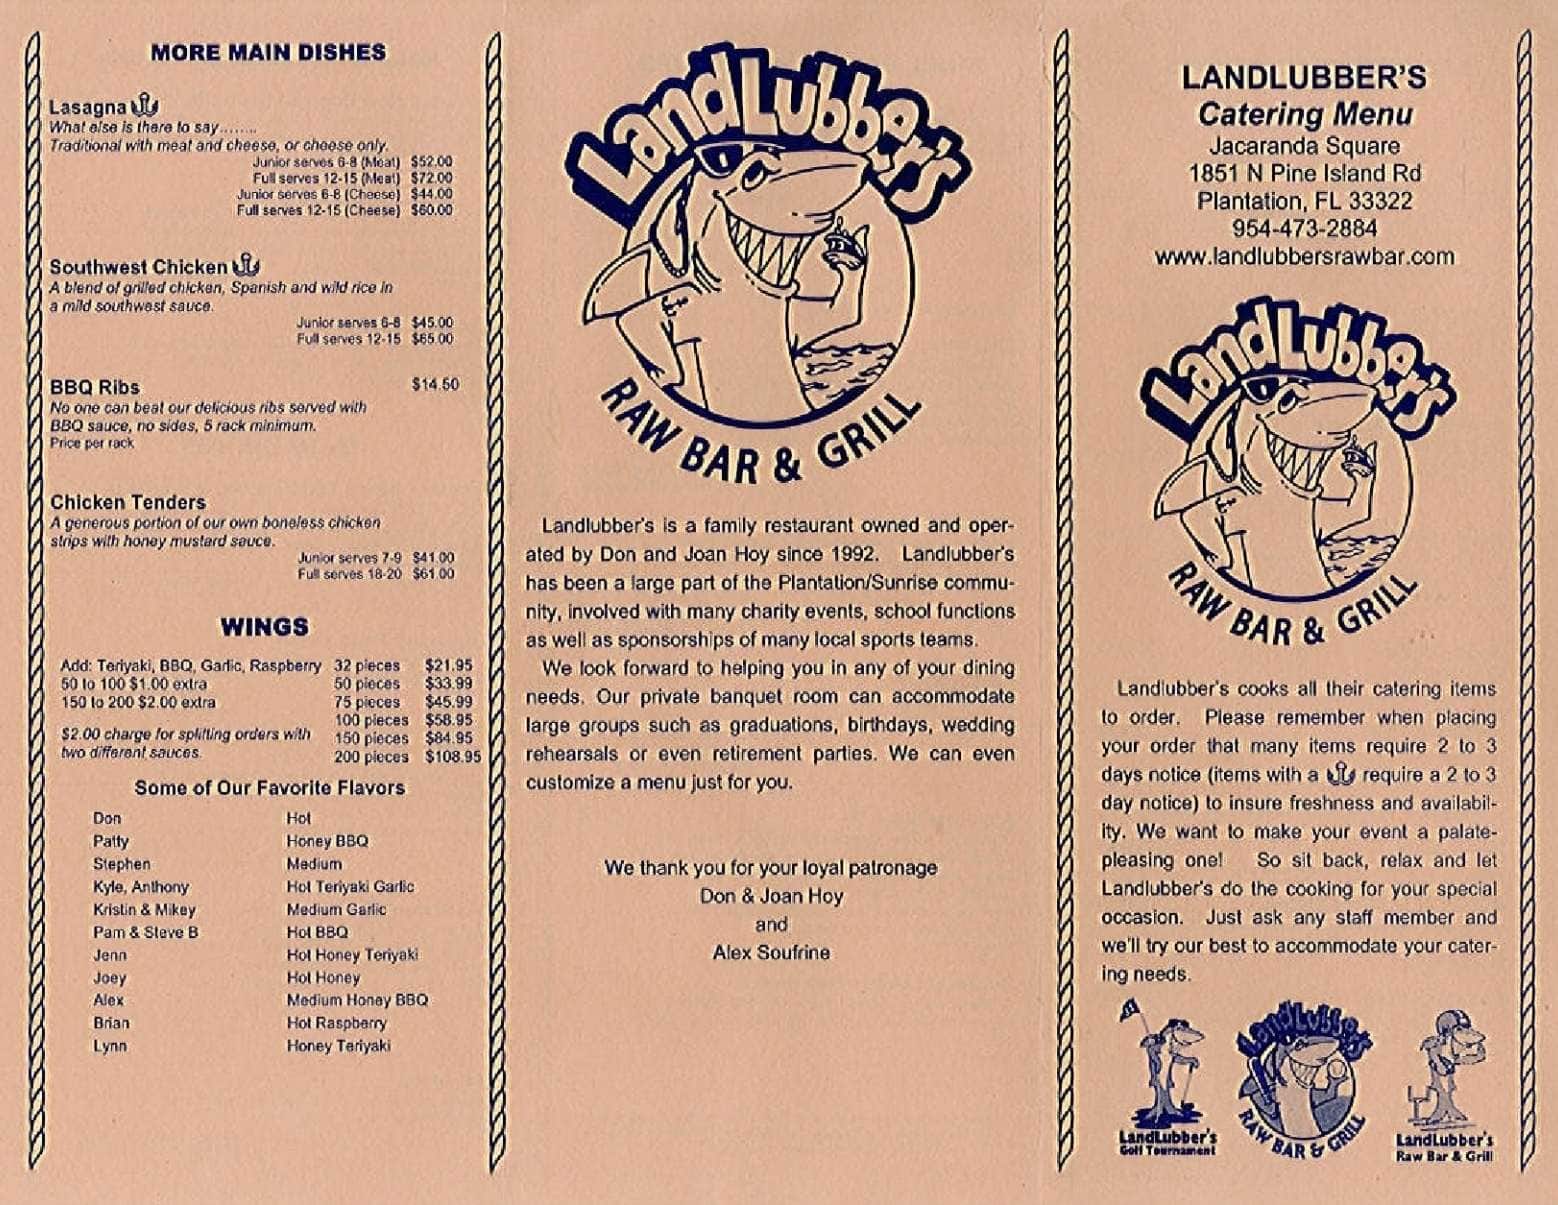 MORE MAIN DISHES
Lasagna
What else is there to say........
Traditional with meat and cheese, or cheese only.
Junior serves 6-8 (Meat) $52.00
Full serves 12-15 (Meat) $72.00
Junior serves 6-8 (Cheese) $44.00
Full serves 12-15 (Cheese) $60.00
Southwest Chicken
A blend of grilled chicken, Spanish and wild rice in
a mild southwest sauce.
Junior serves 6-8 $45.00
Full serves 12-15 $65.00
BBQ Ribs $14.50
No one can beat our delicious ribs served with
BBQ sauce, no sides, 5 rack minimum.
Price per rack
Chicken Tenders
A generous portion of our own boneless chicken
strips with honey mustard sauce.
Junior serves 7-9 $41.00
Full serves 18-20 $61.00
WINGS
Add: Teriyaki, BBQ, Garlic, Raspberry 32 pieces $21.95
50 to 100 $1.00 extra 50 pieces $33.99
150 to 200 $2.00 extra 75 pieces $45.99
100 pieces $58.95
$2.00 charge for splitting orders with 150 pieces $84.95
two different sauces. 200 pieces $108.95
Some of Our Favorite Flavors
Don Hot
Patty Honey BBQ
Stephen Medium
Kyle, Anthony Hot Teriyaki Garlic
Kristin & Mikey Medium Garlic
Pam & Steve B Hot BBQ
Jenn Hot Honey Teriyaki
Joey Hot Honey
Alex Medium Honey BBQ
Brian Hot Raspberry
Lynn Honey Teriyaki
LandLubber's
RAW BAR & GRILL
Landlubber's is a family restaurant owned and oper-
ated by Don and Joan Hoy since 1992. Landlubber's
has been a large part of the Plantation/Sunrise commu-
nity, involved with many charity events, school functions
as well as sponsorships of many local sports teams.
We look forward to helping you in any of your dining
needs. Our private banquet room can accommodate
large groups such as graduations, birthdays, wedding
rehearsals or even retirement parties. We can even
customize a menu just for you.
We thank you for your loyal patronage
Don & Joan Hoy
and
Alex Soufrine
LANDLUBBER'S
Catering Menu
Jacaranda Square
1851 N Pine Island Rd
Plantation, FL 33322
954-473-2884
www.landlubbersrawbar.com
LandLubber's
RAW BAR & GRILL
Landlubber's cooks all their catering items
to order. Please remember when placing
your order that many items require 2 to 3
days notice (items with a require a 2 to 3
day notice) to insure freshness and availabil-
ity. We want to make your event a palate-
pleasing one! So sit back, relax and let
Landlubber's do the cooking for your special
occasion. Just ask any staff member and
we'll try our best to accommodate your cater-
ing needs.
LandLubber's
Golf Tournament
LandLubber's
RAW BAR & GRILL
LandLubber's
Raw Bar & Grill